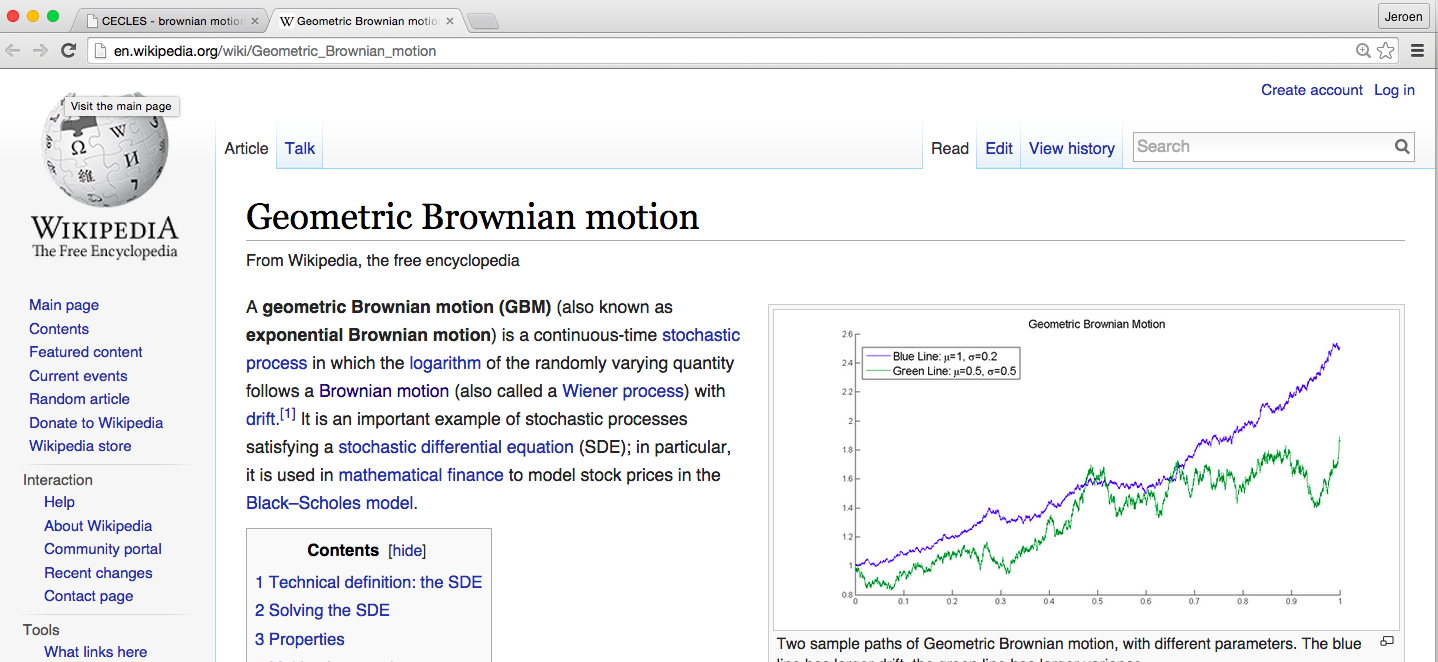 CECLES - brownian motion
Geometric Brownian motio
Jeroen
en.wikipedia.org/wiki/Geometric_Brownian_motion
Visit the main page
Create account Log in
WIKIPEDIA
The Free Encyclopedia
Article Talk Read Edit View history Search
Main page
Contents
Featured content
Current events
Random article
Donate to Wikipedia
Wikipedia store
Interaction
Help
About Wikipedia
Community portal
Recent changes
Contact page
Tools
What links here
Geometric Brownian motion
From Wikipedia, the free encyclopedia
A geometric Brownian motion (GBM) (also known as
exponential Brownian motion) is a continuous-time stochastic
process in which the logarithm of the randomly varying quantity
follows a Brownian motion (also called a Wiener process) with
drift.[1] It is an important example of stochastic processes
satisfying a stochastic differential equation (SDE); in particular,
it is used in mathematical finance to model stock prices in the
Black–Scholes model.
Contents [hide]
1 Technical definition: the SDE
2 Solving the SDE
3 Properties
Geometric Brownian Motion
Blue Line: μ=1, σ=0.2
Green Line: μ=0.5, σ=0.5
2.6
2.4
2.2
2
1.8
1.6
1.4
1.2
1
0.8
0 0.1 0.2 0.3 0.4 0.5 0.6 0.7 0.8 0.9 1
Two sample paths of Geometric Brownian motion, with different parameters. The blue